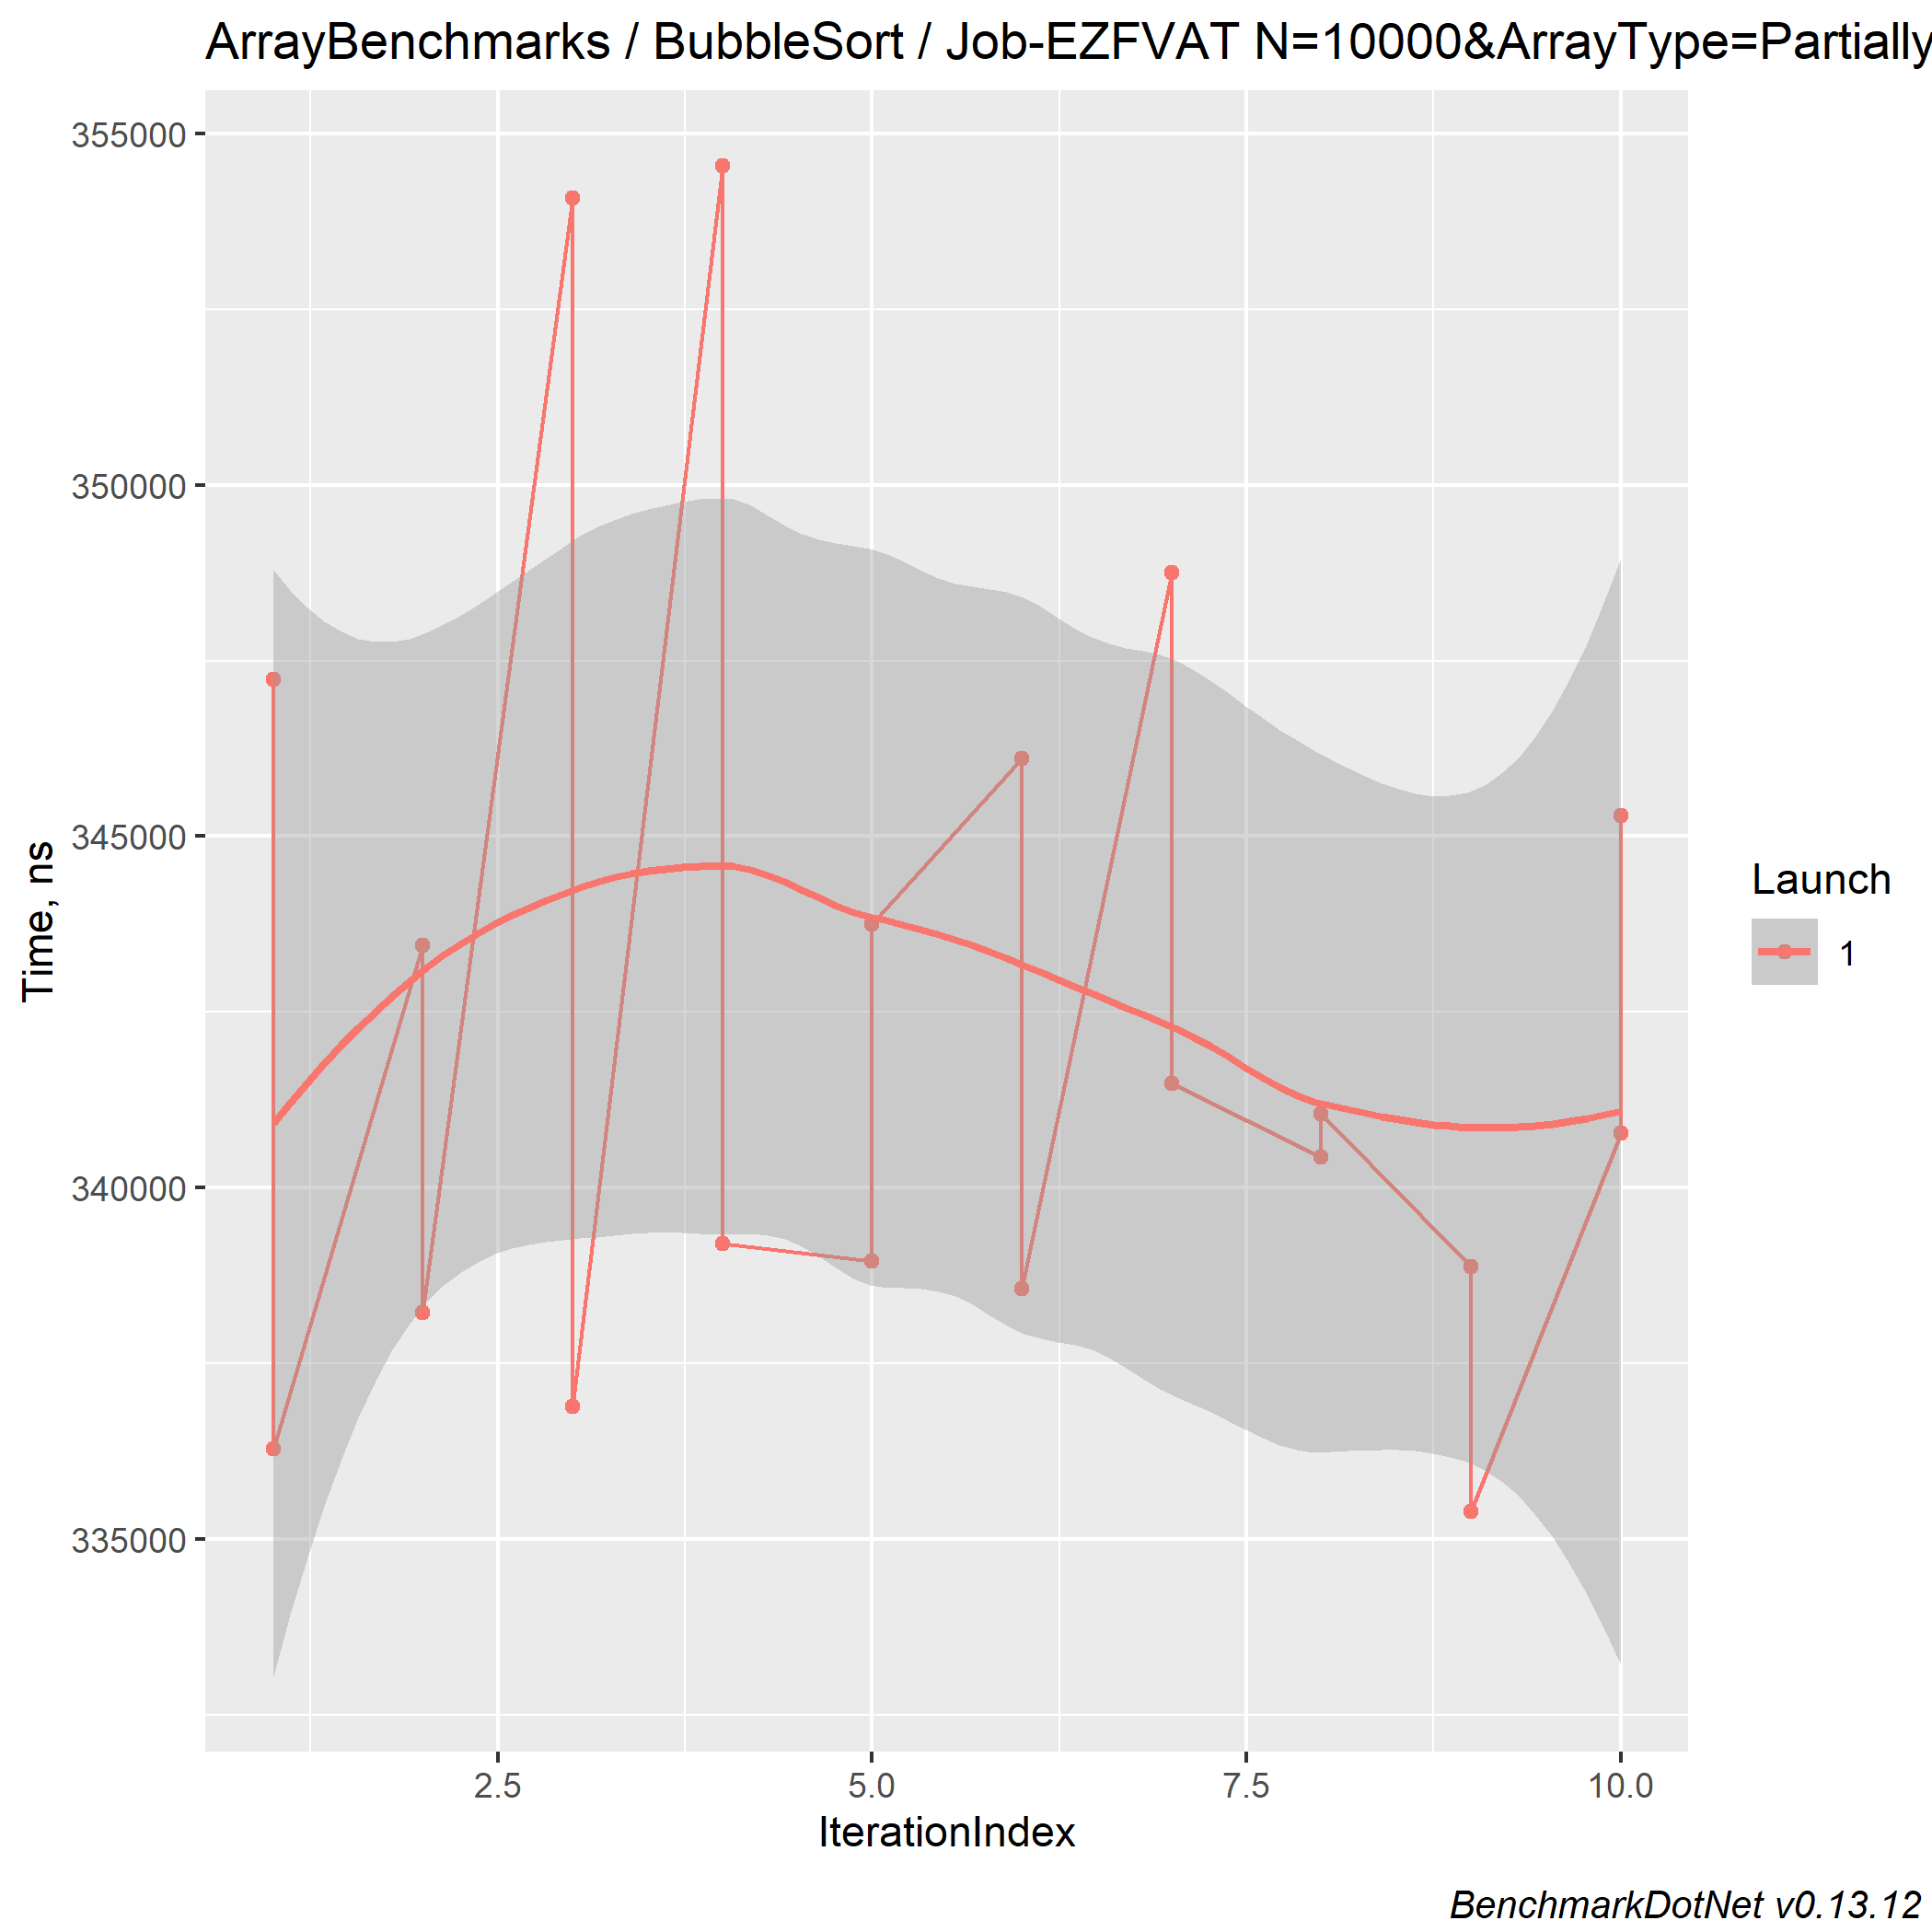 ArrayBenchmarks / BubbleSort / Job-EZFVAT N=10000&ArrayType=Partially
355000
350000
345000
340000
335000
Time, ns
2.5 5.0 7.5 10.0
IterationIndex
Launch
1
BenchmarkDotNet v0.13.12